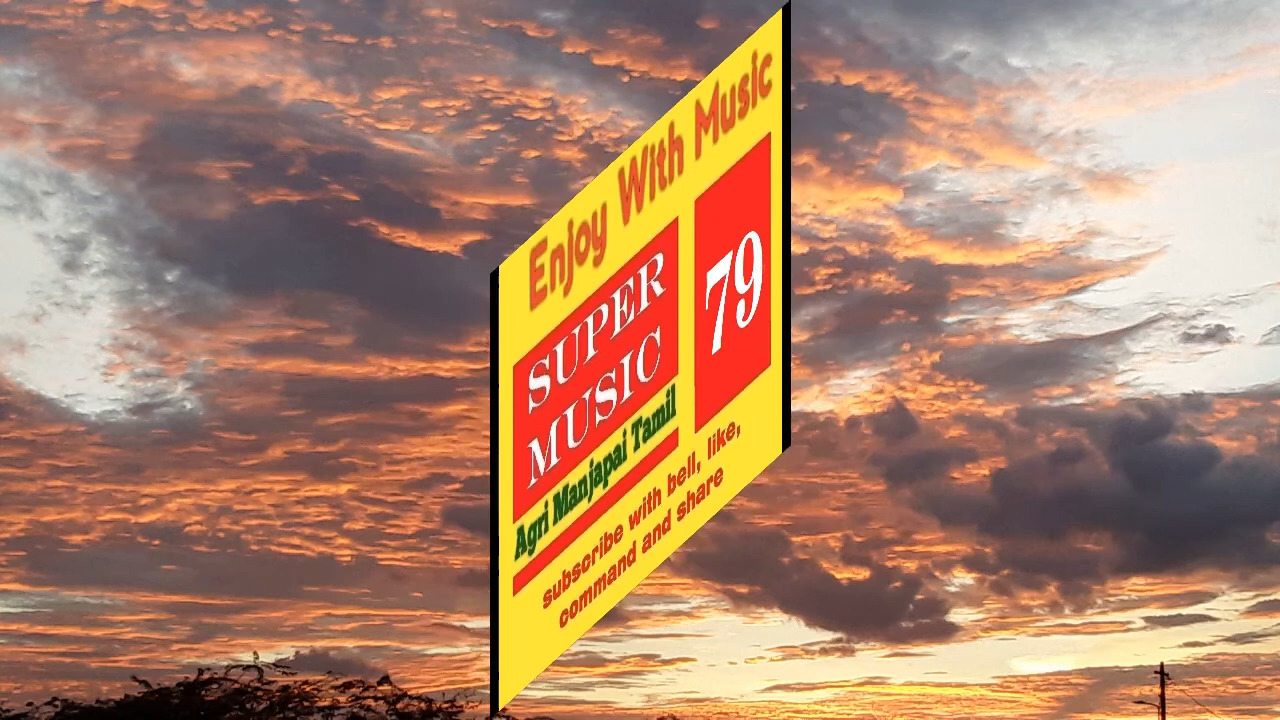 Enjoy With Music
SUPER
MUSIC
79
Agri Manjapai Tamil
subscribe with bell, like,
command and share